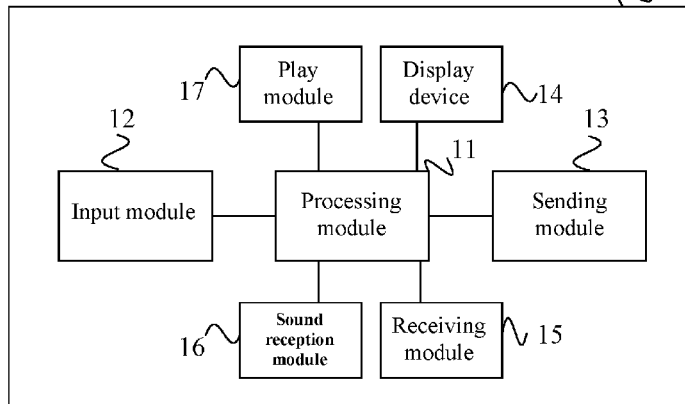 17
Play
module
Display
device
14
12
13
11
Input module
Processing
module
Sending
module
16
Sound
reception
module
Receiving
module
15